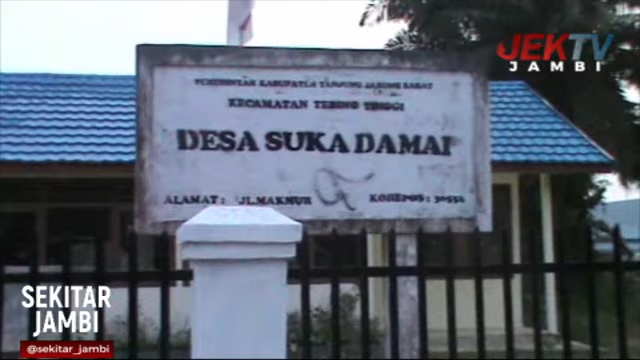 JEKTV
JAMBI
PEMERINTAH KABUPATEN TANJUNG JABUNG BARAT
KECAMATAN TEBING TINGGI
DESA SUKA DAMAI
ALAMAT : JL.MAKMUR KODEPOS : 36552
SEKITAR
JAMBI
@sekitar_jambi